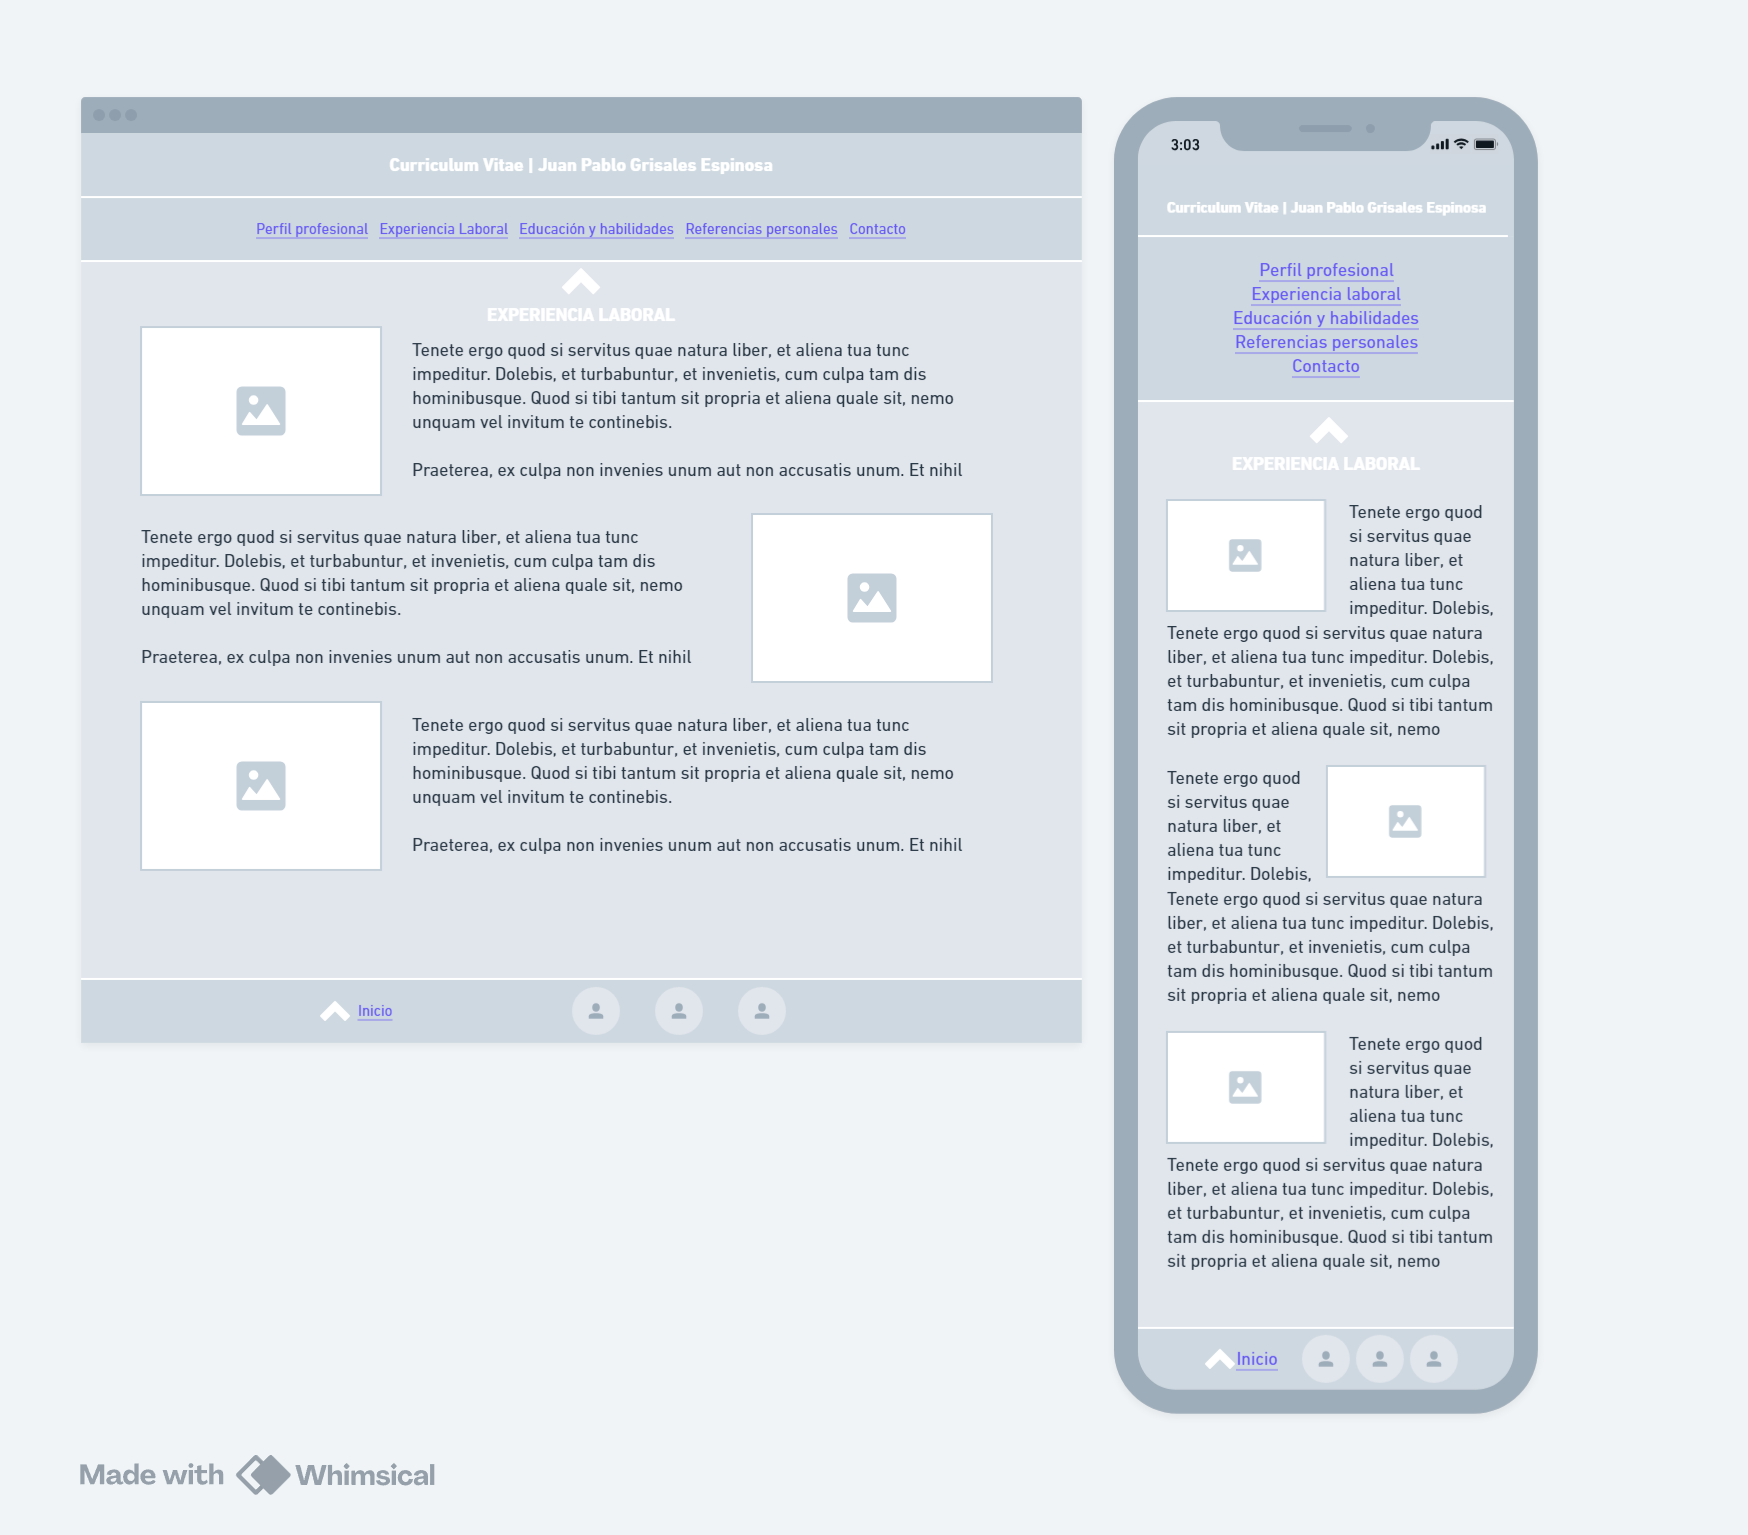 Curriculum Vitae | Juan Pablo Grisales Espinosa
Perfil profesional Experiencia Laboral Educación y habilidades Referencias personales Contacto
EXPERIENCIA LABORAL
Tenete ergo quod si servitus quae natura liber, et aliena tua tunc
impeditur. Dolebis, et turbabuntur, et invenietis, cum culpa tam dis
hominibusque. Quod si tibi tantum sit propria et aliena quale sit, nemo
unquam vel invitum te continebis.
Praeterea, ex culpa non invenies unum aut non accusatis unum. Et nihil
Tenete ergo quod si servitus quae natura liber, et aliena tua tunc
impeditur. Dolebis, et turbabuntur, et invenietis, cum culpa tam dis
hominibusque. Quod si tibi tantum sit propria et aliena quale sit, nemo
unquam vel invitum te continebis.
Praeterea, ex culpa non invenies unum aut non accusatis unum. Et nihil
Tenete ergo quod si servitus quae natura liber, et aliena tua tunc
impeditur. Dolebis, et turbabuntur, et invenietis, cum culpa tam dis
hominibusque. Quod si tibi tantum sit propria et aliena quale sit, nemo
unquam vel invitum te continebis.
Praeterea, ex culpa non invenies unum aut non accusatis unum. Et nihil
Inicio
3:03
Curriculum Vitae | Juan Pablo Grisales Espinosa
Perfil profesional
Experiencia laboral
Educación y habilidades
Referencias personales
Contacto
EXPERIENCIA LABORAL
Tenete ergo quod
si servitus quae
natura liber, et
aliena tua tunc
impeditur. Dolebis,
Tenete ergo quod si servitus quae natura
liber, et aliena tua tunc impeditur. Dolebis,
et turbabuntur, et invenietis, cum culpa
tam dis hominibusque. Quod si tibi tantum
sit propria et aliena quale sit, nemo
Tenete ergo quod
si servitus quae
natura liber, et
aliena tua tunc
impeditur. Dolebis,
Tenete ergo quod si servitus quae natura
liber, et aliena tua tunc impeditur. Dolebis,
et turbabuntur, et invenietis, cum culpa
tam dis hominibusque. Quod si tibi tantum
sit propria et aliena quale sit, nemo
Tenete ergo quod
si servitus quae
natura liber, et
aliena tua tunc
impeditur. Dolebis,
Tenete ergo quod si servitus quae natura
liber, et aliena tua tunc impeditur. Dolebis,
et turbabuntur, et invenietis, cum culpa
tam dis hominibusque. Quod si tibi tantum
sit propria et aliena quale sit, nemo
Inicio
Made with Whimsical